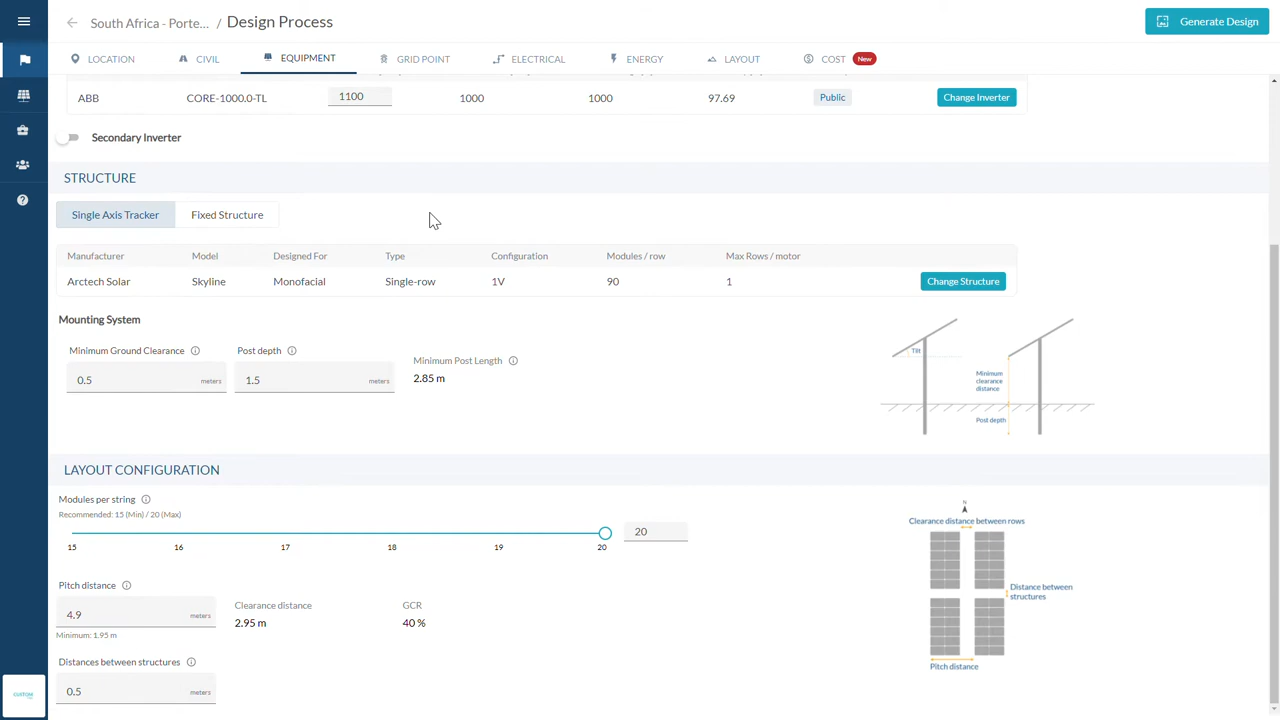 South Africa - Porte... / Design Process
Generate Design
LOCATION CIVIL EQUIPMENT GRID POINT ELECTRICAL ENERGY LAYOUT COST New
ABB CORE-1000.0-TL 1100 1000 1000 97.69 Public Change Inverter
Secondary Inverter
STRUCTURE
Single Axis Tracker Fixed Structure
Manufacturer Model Designed For Type Configuration Modules / row Max Rows / motor
Arctech Solar Skyline Monofacial Single-row 1V 90 1 Change Structure
Mounting System
Minimum Ground Clearance Post depth Minimum Post Length
0.5 meters 1.5 meters 2.85 m
Tilt
Minimum
clearance
distance
Post depth
LAYOUT CONFIGURATION
Modules per string
Recommended: 15 (Min) / 20 (Max)
20
15 16 17 18 19 20
N
Clearance distance between rows
Distance between
structures
Pitch distance
Pitch distance Clearance distance GCR
4.9 meters 2.95 m 40 %
Minimum: 1.95 m
Distances between structures
0.5 meters
CUSTOM